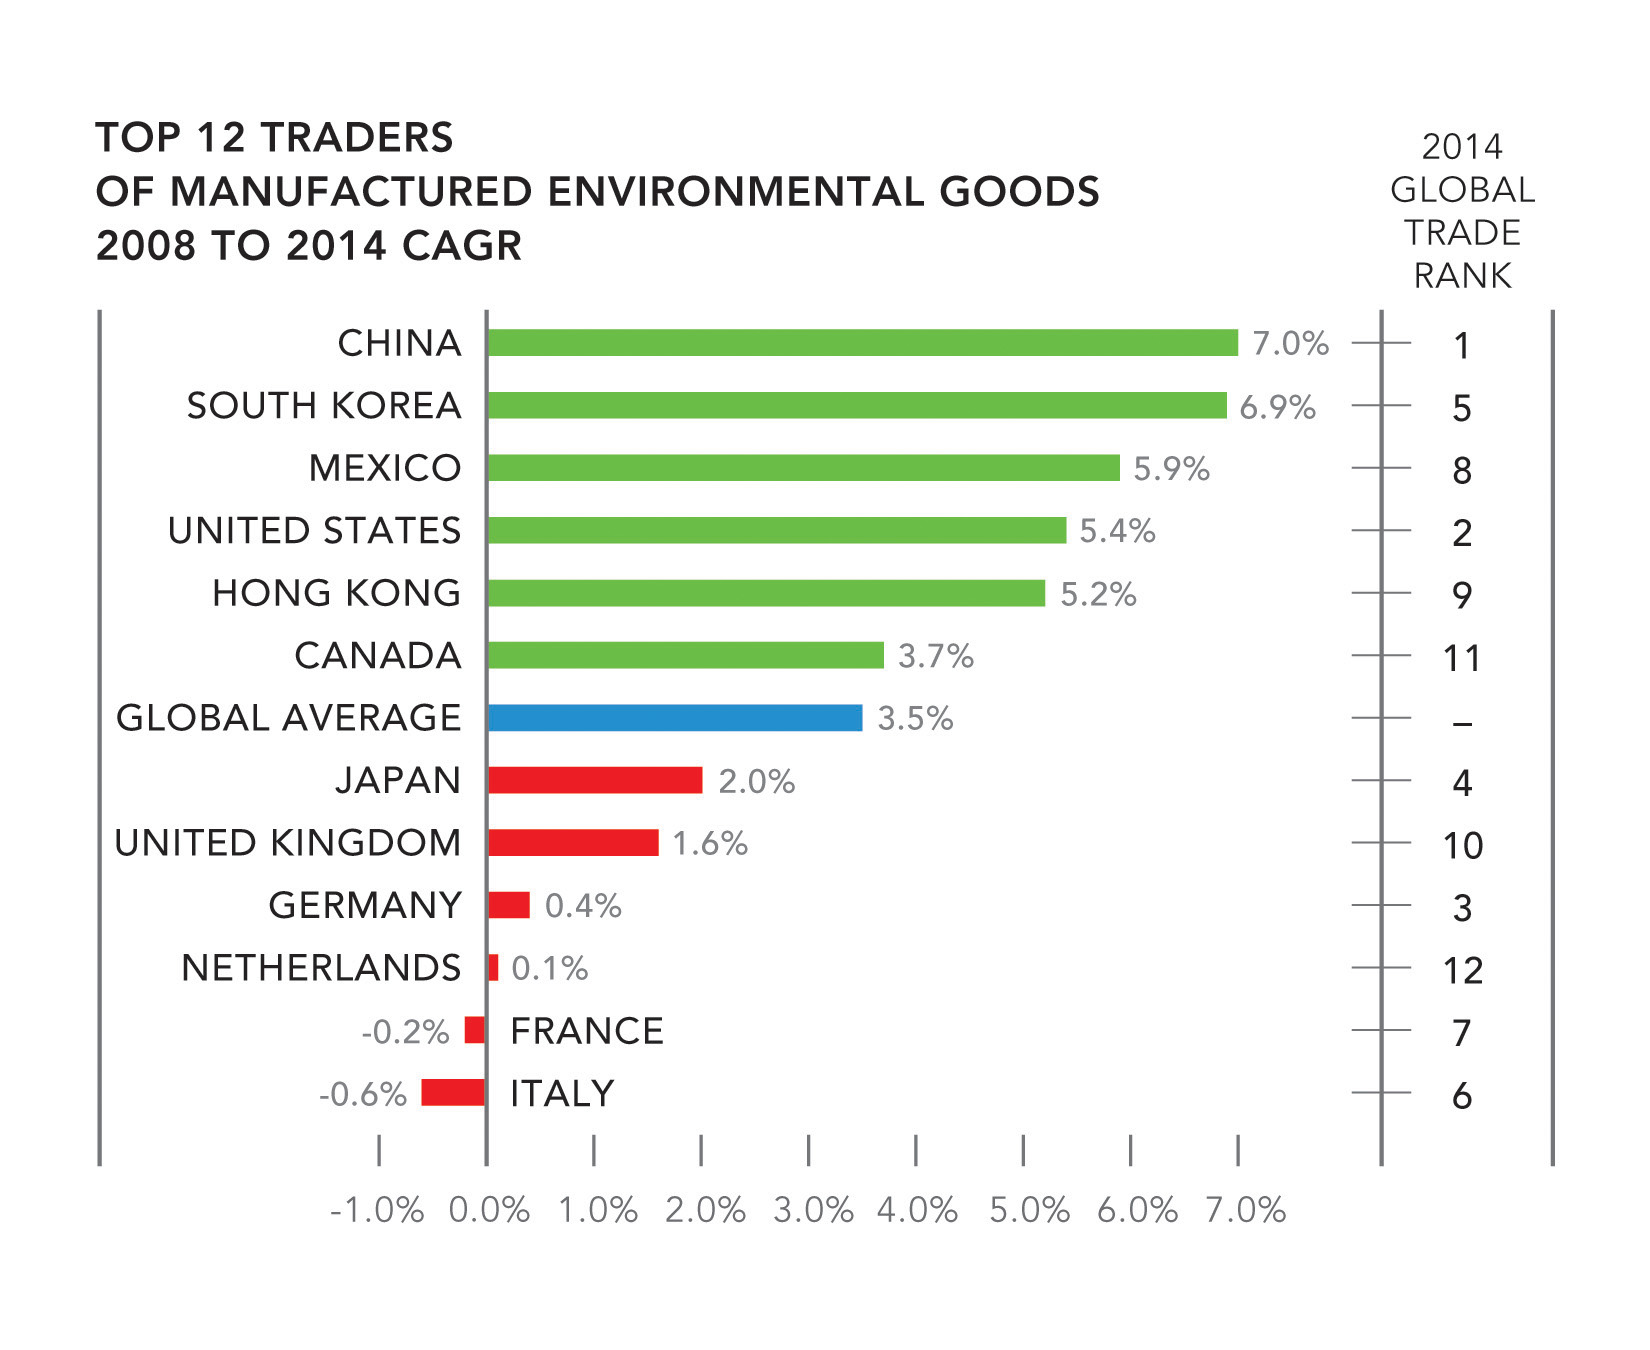 TOP 12 TRADERS
OF MANUFACTURED ENVIRONMENTAL GOODS
2008 TO 2014 CAGR
2014
GLOBAL
TRADE
RANK
CHINA 7.0% 1
SOUTH KOREA 6.9% 5
MEXICO 5.9% 8
UNITED STATES 5.4% 2
HONG KONG 5.2% 9
CANADA 3.7% 11
GLOBAL AVERAGE 3.5% –
JAPAN 2.0% 4
UNITED KINGDOM 1.6% 10
GERMANY 0.4% 3
NETHERLANDS 0.1% 12
-0.2% FRANCE 7
-0.6% ITALY 6
-1.0% 0.0% 1.0% 2.0% 3.0% 4.0% 5.0% 6.0% 7.0%